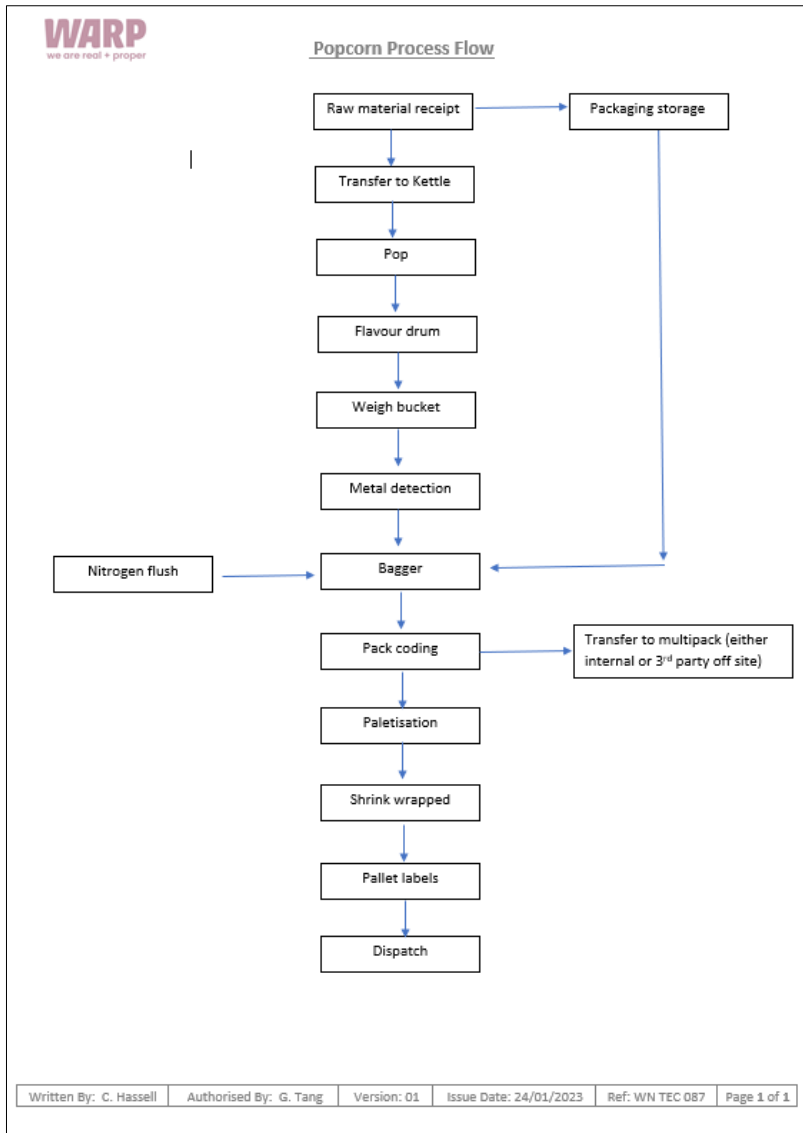 WARP
we are real + proper
Popcorn Process Flow
Raw material receipt
Packaging storage
Transfer to Kettle
Pop
Flavour drum
Weigh bucket
Metal detection
Nitrogen flush
Bagger
Pack coding
Transfer to multipack (either
internal or 3rd party off site)
Paletisation
Shrink wrapped
Pallet labels
Dispatch
Written By: C. Hassell
Authorised By: G. Tang
Version: 01
Issue Date: 24/01/2023
Ref: WN TEC 087
Page 1 of 1